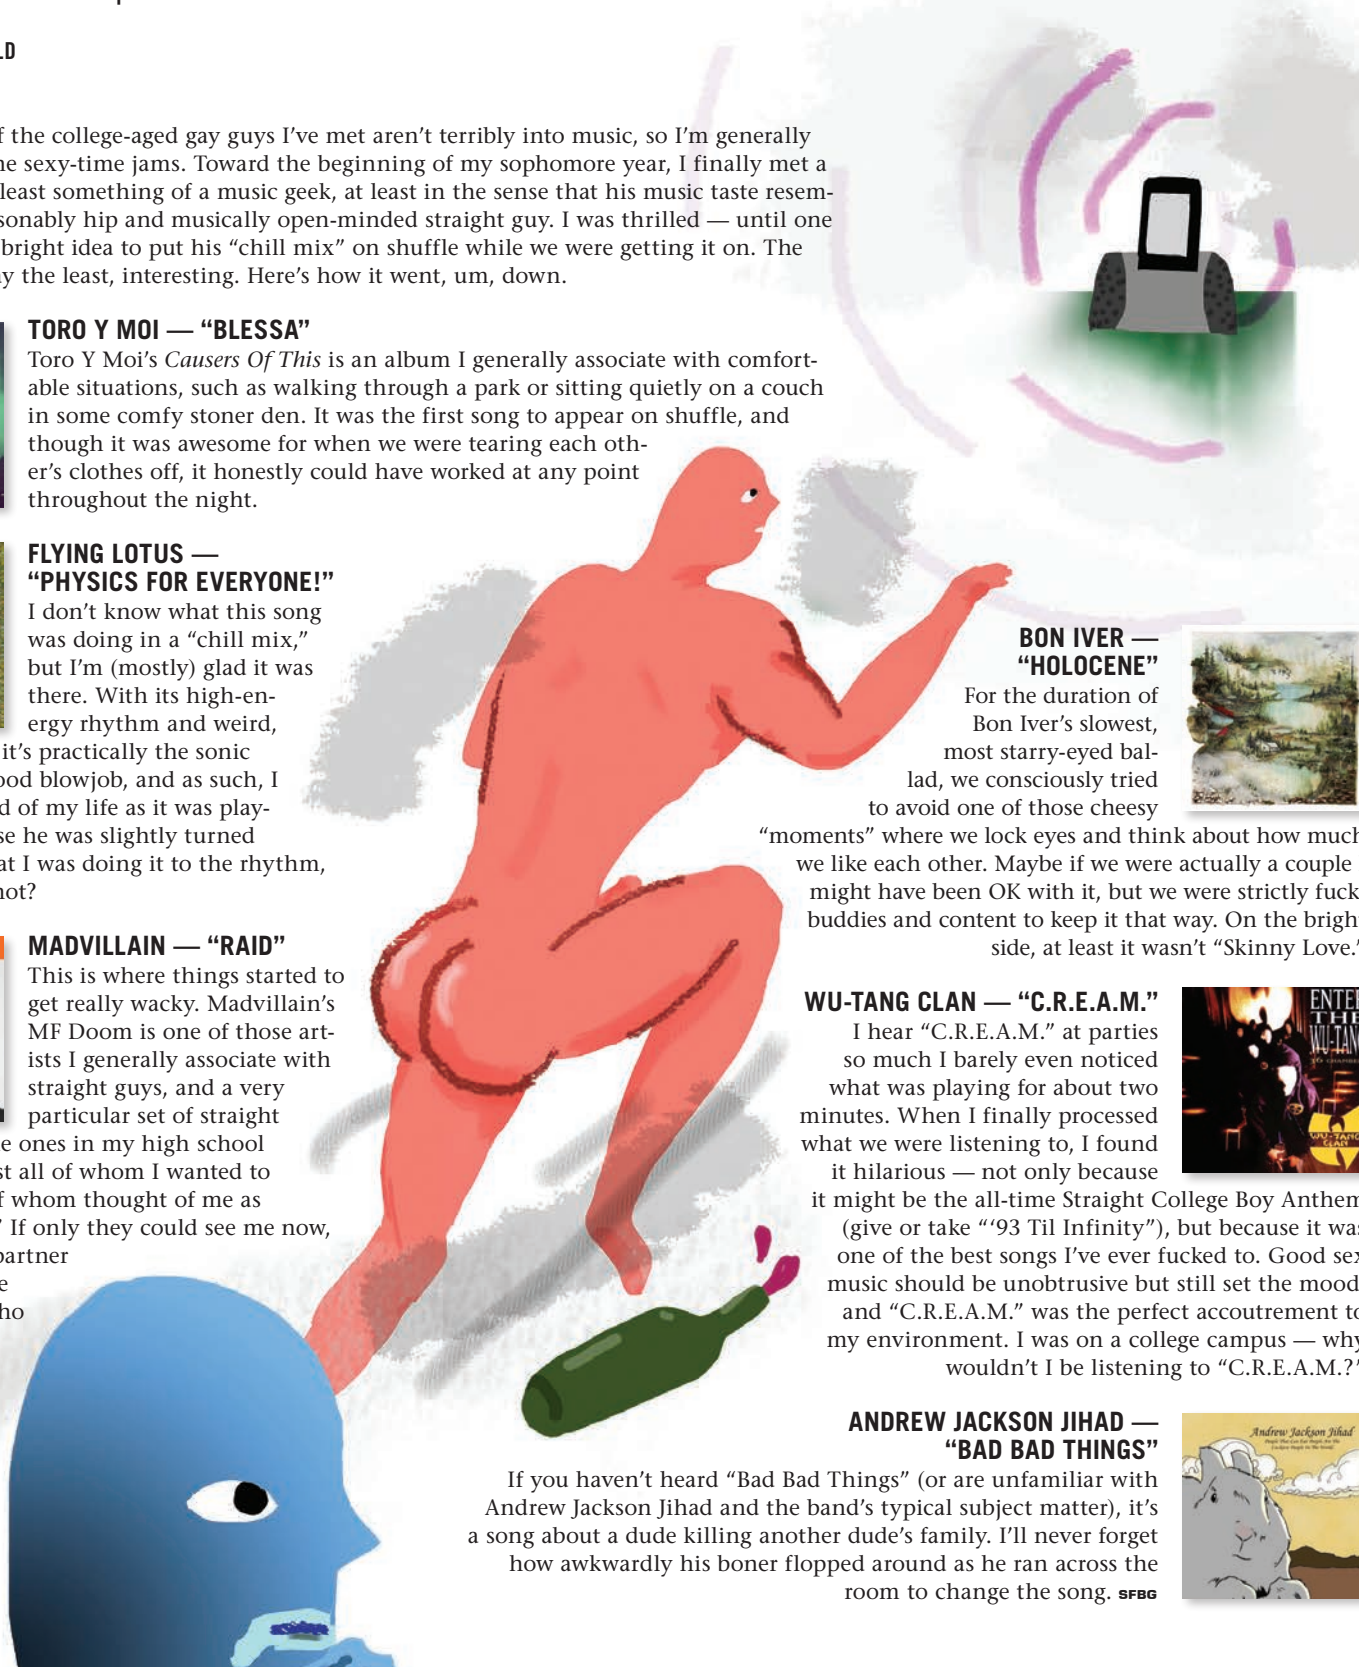 LD
f the college-aged gay guys I've met aren't terribly into music, so I'm generally
ne sexy-time jams. Toward the beginning of my sophomore year, I finally met a
least something of a music geek, at least in the sense that his music taste resem-
sonably hip and musically open-minded straight guy. I was thrilled — until one
bright idea to put his “chill mix” on shuffle while we were getting it on. The
ay the least, interesting. Here's how it went, um, down.
TORO Y MOI — “BLESSA”
Toro Y Moi's Causers Of This is an album I generally associate with comfort-
able situations, such as walking through a park or sitting quietly on a couch
in some comfy stoner den. It was the first song to appear on shuffle, and
though it was awesome for when we were tearing each oth-
er's clothes off, it honestly could have worked at any point
throughout the night.
FLYING LOTUS —
“PHYSICS FOR EVERYONE!”
I don't know what this song
was doing in a “chill mix,”
but I'm (mostly) glad it was
there. With its high-en-
ergy rhythm and weird,
it's practically the sonic
ood blowjob, and as such, I
d of my life as it was play-
se he was slightly turned
at I was doing it to the rhythm,
not?
MADVILLAIN — “RAID”
This is where things started to
get really wacky. Madvillain's
MF Doom is one of those art-
ists I generally associate with
straight guys, and a very
particular set of straight
e ones in my high school
st all of whom I wanted to
f whom thought of me as
” If only they could see me now,
partner
e
ho
BON IVER —
“HOLOCENE”
For the duration of
Bon Iver's slowest,
most starry-eyed bal-
lad, we consciously tried
to avoid one of those cheesy
“moments” where we lock eyes and think about how much
we like each other. Maybe if we were actually a couple
might have been OK with it, but we were strictly fuck
buddies and content to keep it that way. On the brigh
side, at least it wasn't “Skinny Love.”
WU-TANG CLAN — “C.R.E.A.M.”
I hear “C.R.E.A.M.” at parties
so much I barely even noticed
what was playing for about two
minutes. When I finally processed
what we were listening to, I found
it hilarious — not only because
it might be the all-time Straight College Boy Anthem
(give or take “‘93 Til Infinity”), but because it was
one of the best songs I've ever fucked to. Good sex
music should be unobtrusive but still set the mood
and “C.R.E.A.M.” was the perfect accoutrement to
my environment. I was on a college campus — why
wouldn't I be listening to “C.R.E.A.M.?”
ENTER
THE
WU-TANG
WU-TANG
CLAN
ANDREW JACKSON JIHAD —
“BAD BAD THINGS”
If you haven't heard “Bad Bad Things” (or are unfamiliar with
Andrew Jackson Jihad and the band's typical subject matter), it's
a song about a dude killing another dude's family. I'll never forget
how awkwardly his boner flopped around as he ran across the
room to change the song. SFBG
Andrew Jackson Jihad